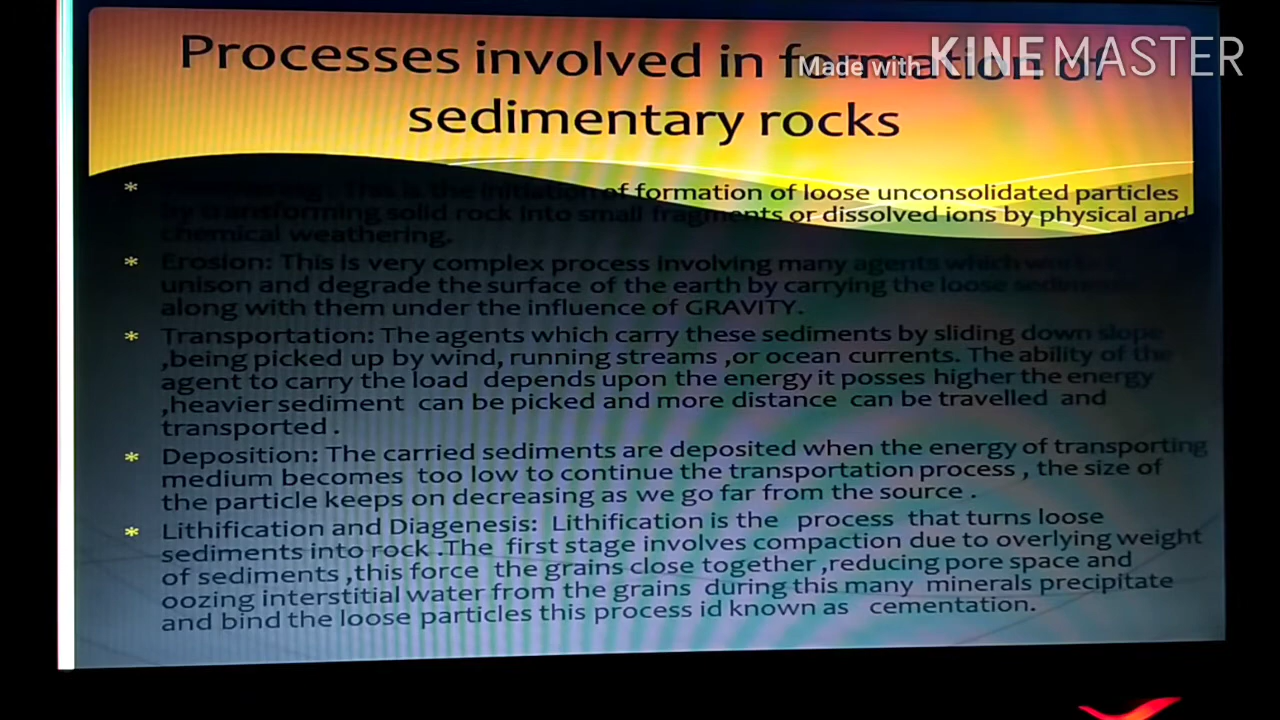 Processes involved in formation of
Made with KINEMASTER
sedimentary rocks
* Weathering : This is the initiation of formation of loose unconsolidated particles
by transforming solid rock into small fragments or dissolved ions by physical and
chemical weathering.
* Erosion: This is very complex process involving many agents which work
unison and degrade the surface of the earth by carrying the loose sediments
along with them under the influence of GRAVITY.
* Transportation: The agents which carry these sediments by sliding down slope
,being picked up by wind, running streams ,or ocean currents. The ability of the
agent to carry the load depends upon the energy it posses higher the energy
,heavier sediment can be picked and more distance can be travelled and
transported .
* Deposition: The carried sediments are deposited when the energy of transporting
medium becomes too low to continue the transportation process , the size of
the particle keeps on decreasing as we go far from the source .
* Lithification and Diagenesis: Lithification is the process that turns loose
sediments into rock .The first stage involves compaction due to overlying weight
of sediments ,this force the grains close together ,reducing pore space and
oozing interstitial water from the grains during this many minerals precipitate
and bind the loose particles this process id known as cementation.